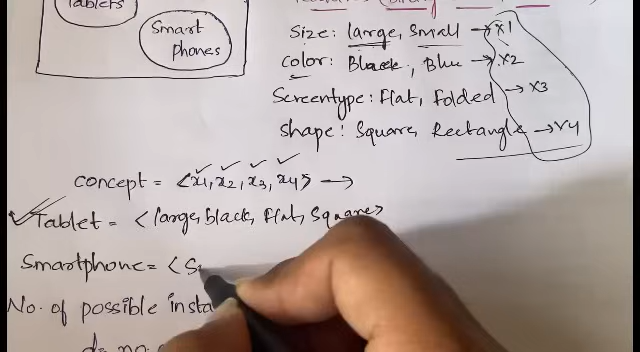 Tablets
Smart
phones
Size: large, Small → x1
Color: Black, Blue → x2
Screentype: Flat, Folded → x3
Shape: Square, Rectangle → x4
concept = <x1, x2, x3, x4> →
Tablet = <large, Black, Flat, Square>
Smartphone = <S
No. of possible insta